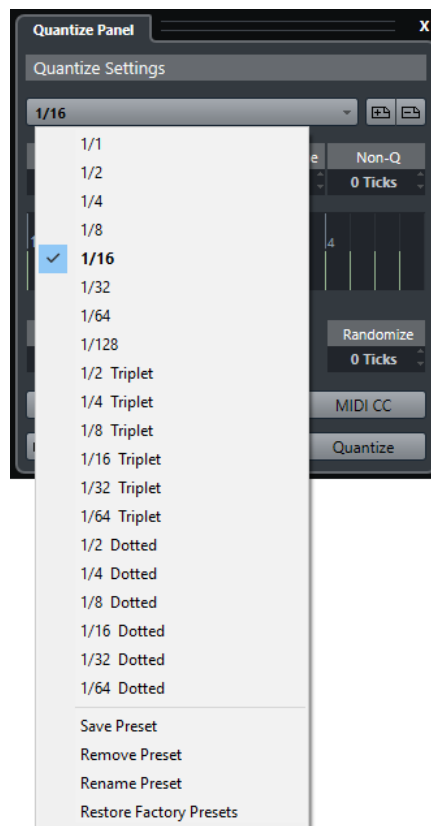 Quantize Panel
X
Quantize Settings
1/16
1/1
1/2
1/4
1/8
1/16
1/32
1/64
1/128
1/2 Triplet
1/4 Triplet
1/8 Triplet
1/16 Triplet
1/32 Triplet
1/64 Triplet
1/2 Dotted
1/4 Dotted
1/8 Dotted
1/16 Dotted
1/32 Dotted
1/64 Dotted
Save Preset
Remove Preset
Rename Preset
Restore Factory Presets
Non-Q
0 Ticks
4
Randomize
0 Ticks
MIDI CC
Quantize